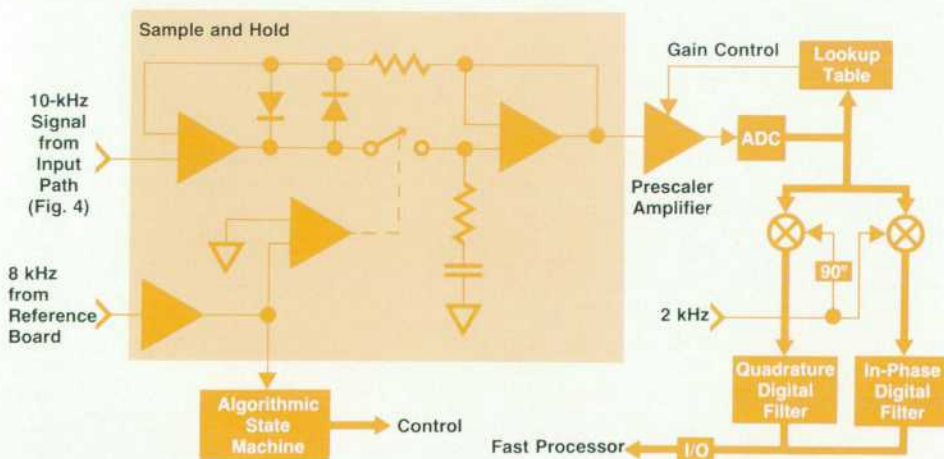 Sample and Hold
10-kHz
Signal
from
Input
Path
(Fig. 4)
8 kHz
from
Reference
Board
Algorithmic
State
Machine
Control
Gain Control
Lookup
Table
Prescaler
Amplifier
ADC
90°
2 kHz
Quadrature
Digital
Filter
In-Phase
Digital
Filter
Fast Processor
I/O